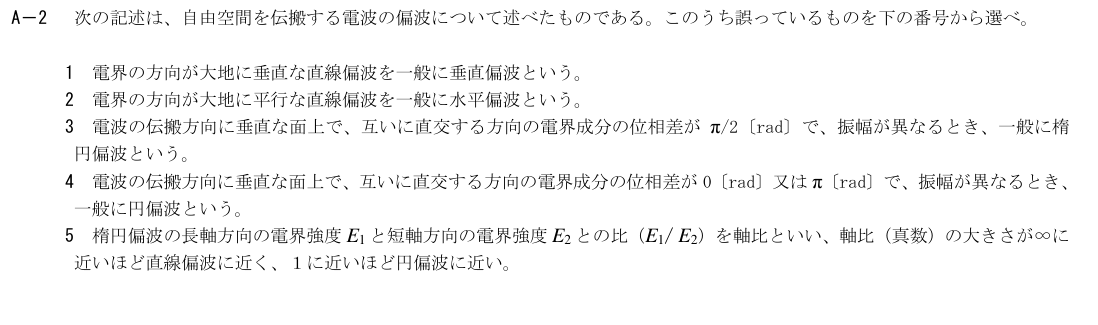 A－2　次の記述は、自由空間を伝搬する電波の偏波について述べたものである。このうち誤っているものを下の番号から選べ。
1　電界の方向が大地に垂直な直線偏波を一般に垂直偏波という。
2　電界の方向が大地に平行な直線偏波を一般に水平偏波という。
3　電波の伝搬方向に垂直な面上で、互いに直交する方向の電界成分の位相差が π/2〔rad〕で、振幅が異なるとき、一般に楕
円偏波という。
4　電波の伝搬方向に垂直な面上で、互いに直交する方向の電界成分の位相差が 0〔rad〕又は π〔rad〕で、振幅が異なるとき、
一般に円偏波という。
5　楕円偏波の長軸方向の電界強度 E₁ と短軸方向の電界強度 E₂ との比（E₁/ E₂）を軸比といい、軸比（真数）の大きさが∞に
近いほど直線偏波に近く、１に近いほど円偏波に近い。